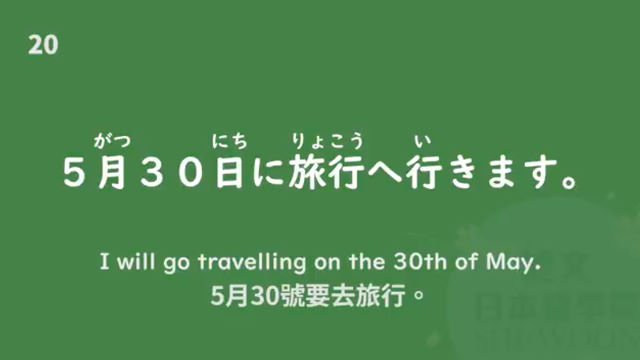 20
がつ にち りょこう い
5月30日に旅行へ行きます。
I will go travelling on the 30th of May.
5月30號要去旅行。